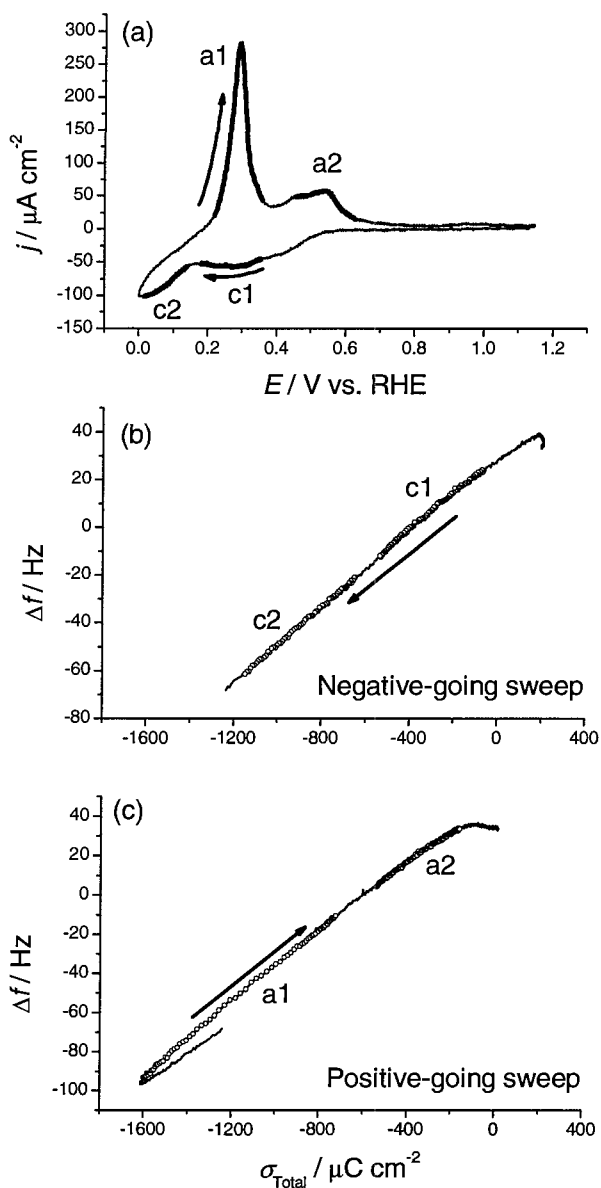 (a)
a1
a2
c1
c2
300
250
200
150
100
50
0
-50
-100
-150
j / μA cm⁻²
0.0 0.2 0.4 0.6 0.8 1.0 1.2
E / V vs. RHE
(b)
40
20
0
-20
-40
-60
-80
Δf / Hz
c1
c2
Negative-going sweep
-1600 -1200 -800 -400 0 400
(c)
40
20
0
-20
-40
-60
-80
-100
Δf / Hz
a2
a1
Positive-going sweep
-1600 -1200 -800 -400 0 400
σTotal / μC cm⁻²